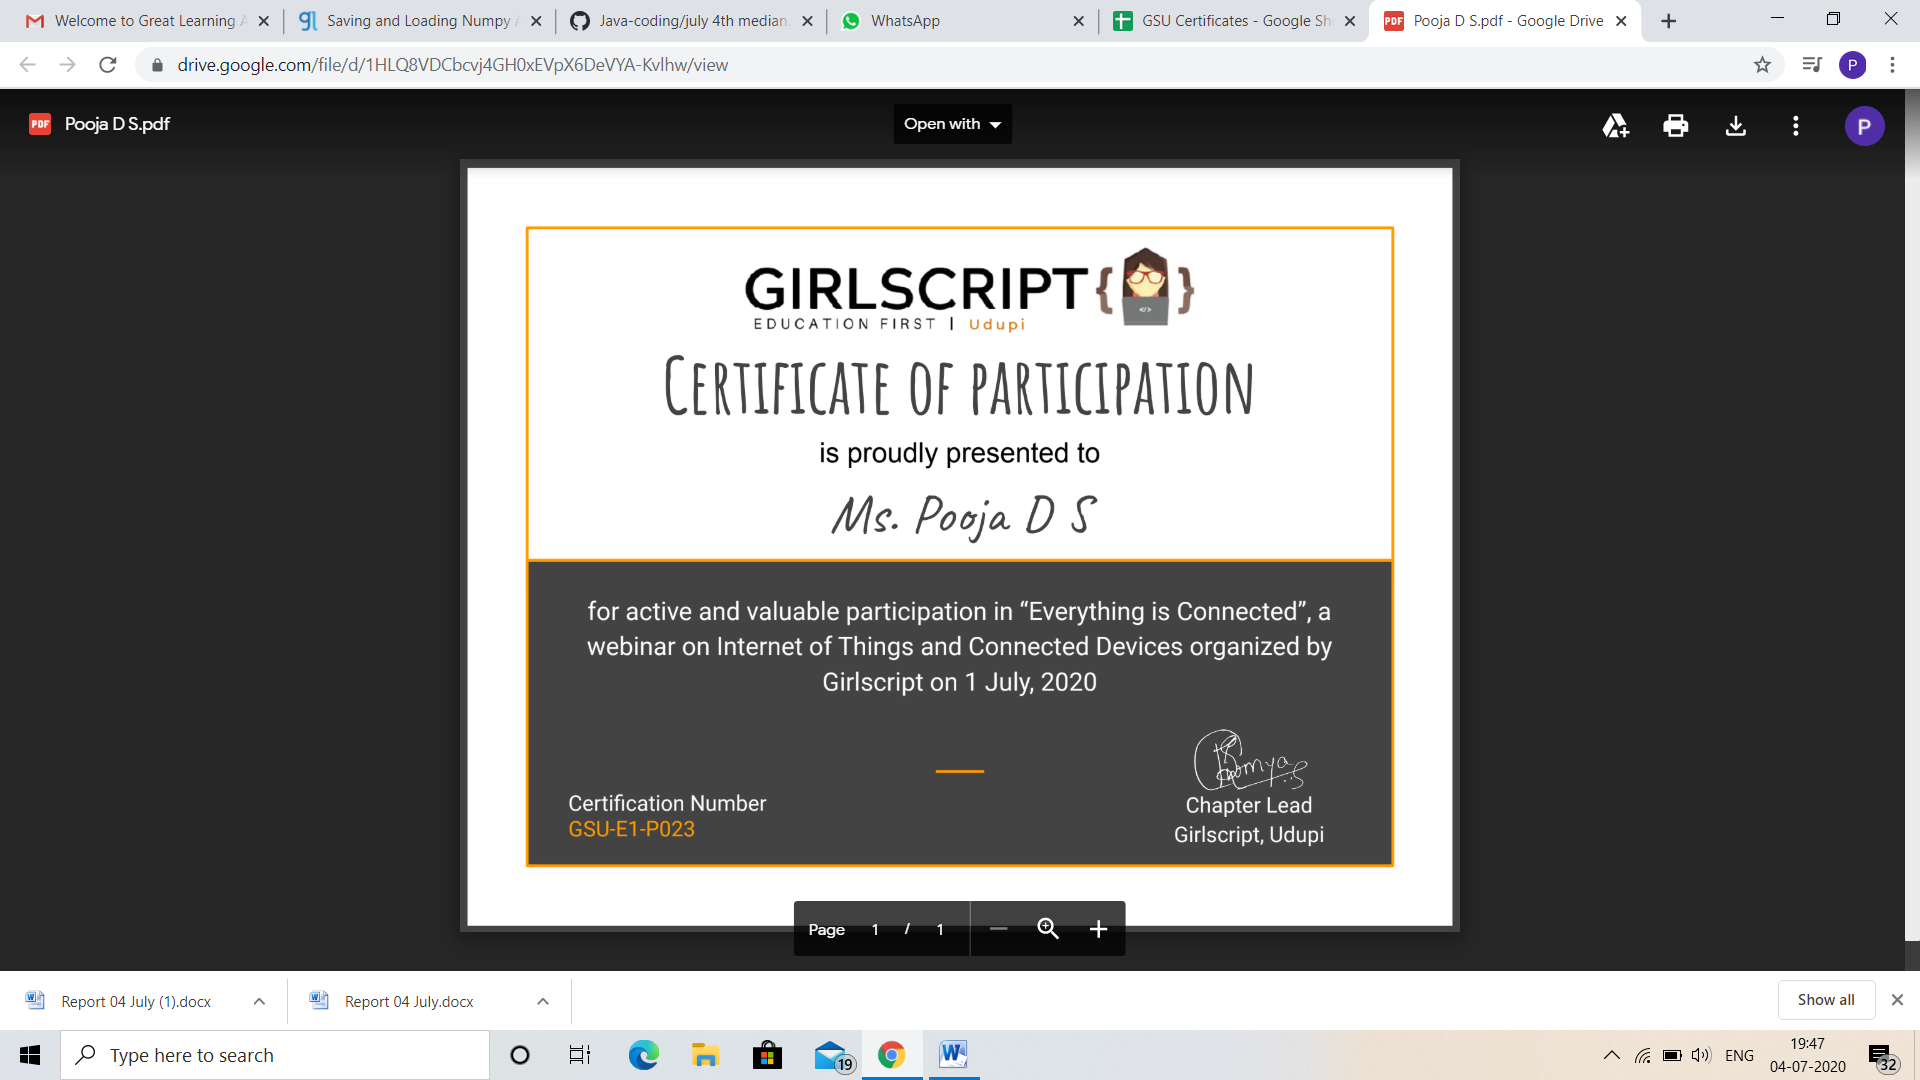 Welcome to Great Learning A
Saving and Loading Numpy A
Java-coding/july 4th median.
WhatsApp
GSU Certificates - Google She
Pooja D S.pdf - Google Drive
drive.google.com/file/d/1HLQ8VDCbcvj4GH0xEVpX6DeVYA-Kvlhw/view
P
PDF Pooja D S.pdf
Open with
P
GIRLSCRIPT
EDUCATION FIRST | Udupi
CERTIFICATE OF PARTICIPATION
is proudly presented to
Ms. Pooja D S
for active and valuable participation in “Everything is Connected”, a
webinar on Internet of Things and Connected Devices organized by
Girlscript on 1 July, 2020
Certification Number
GSU-E1-P023
Chapter Lead
Girlscript, Udupi
Page 1 / 1
Report 04 July (1).docx
Report 04 July.docx
Show all
Type here to search
19
ENG
19:47
04-07-2020
32